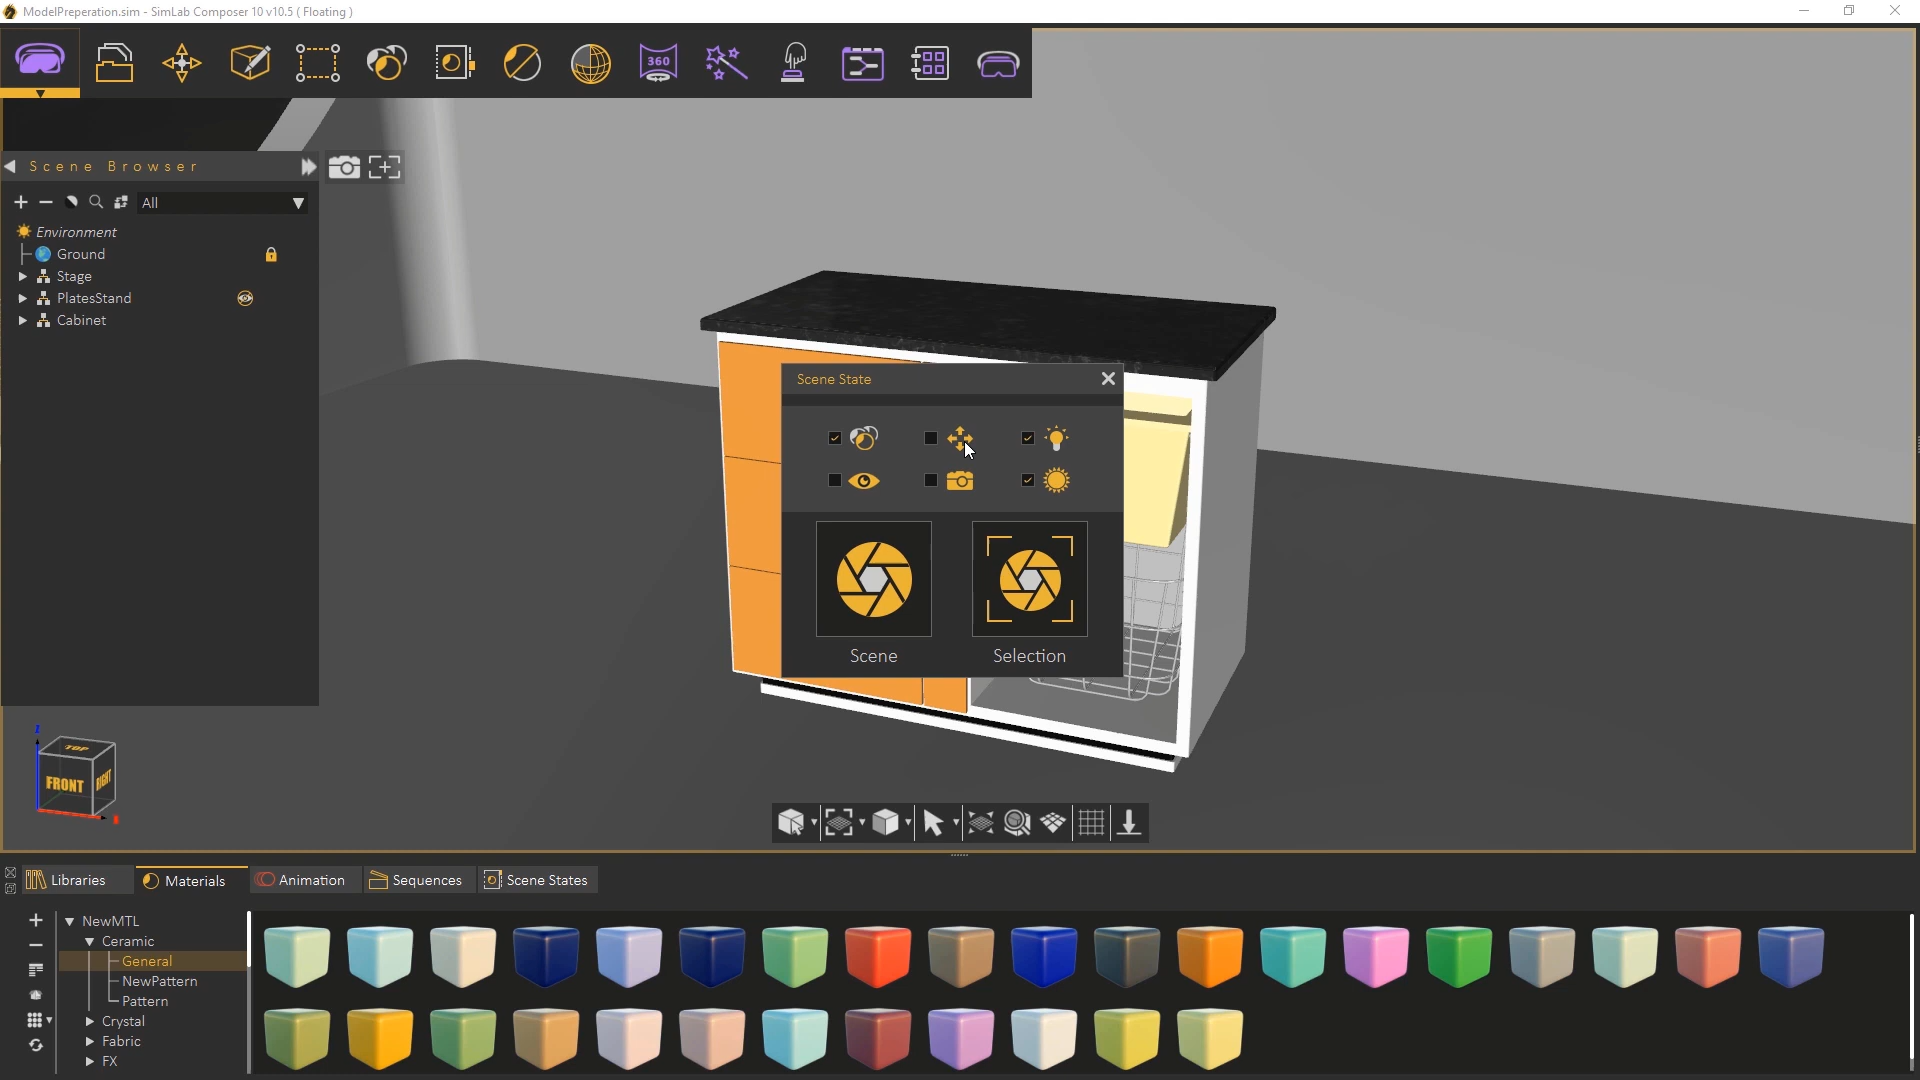 ModelPreperation.sim - SimLab Composer 10 v10.5 ( Floating )
360
Scene Browser
All
Environment
Ground
Stage
PlatesStand
Cabinet
Scene State
Scene
Selection
TOP
FRONT
RIGHT
Libraries
Materials
Animation
Sequences
Scene States
NewMTL
Ceramic
General
NewPattern
Pattern
Crystal
Fabric
FX